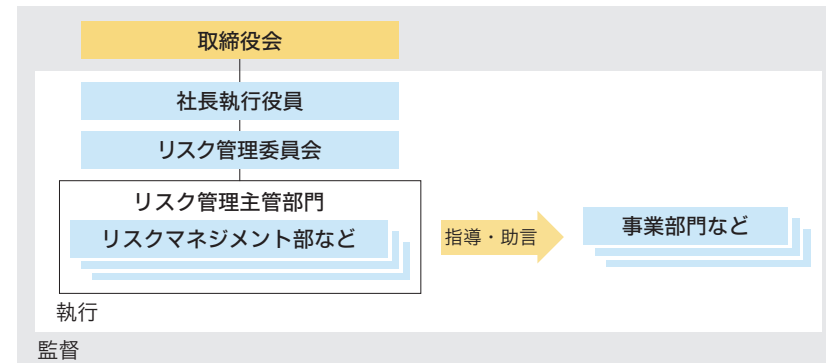 取締役会
社長執行役員
リスク管理委員会
リスク管理主管部門
リスクマネジメント部など
指導・助言
事業部門など
執行
監督